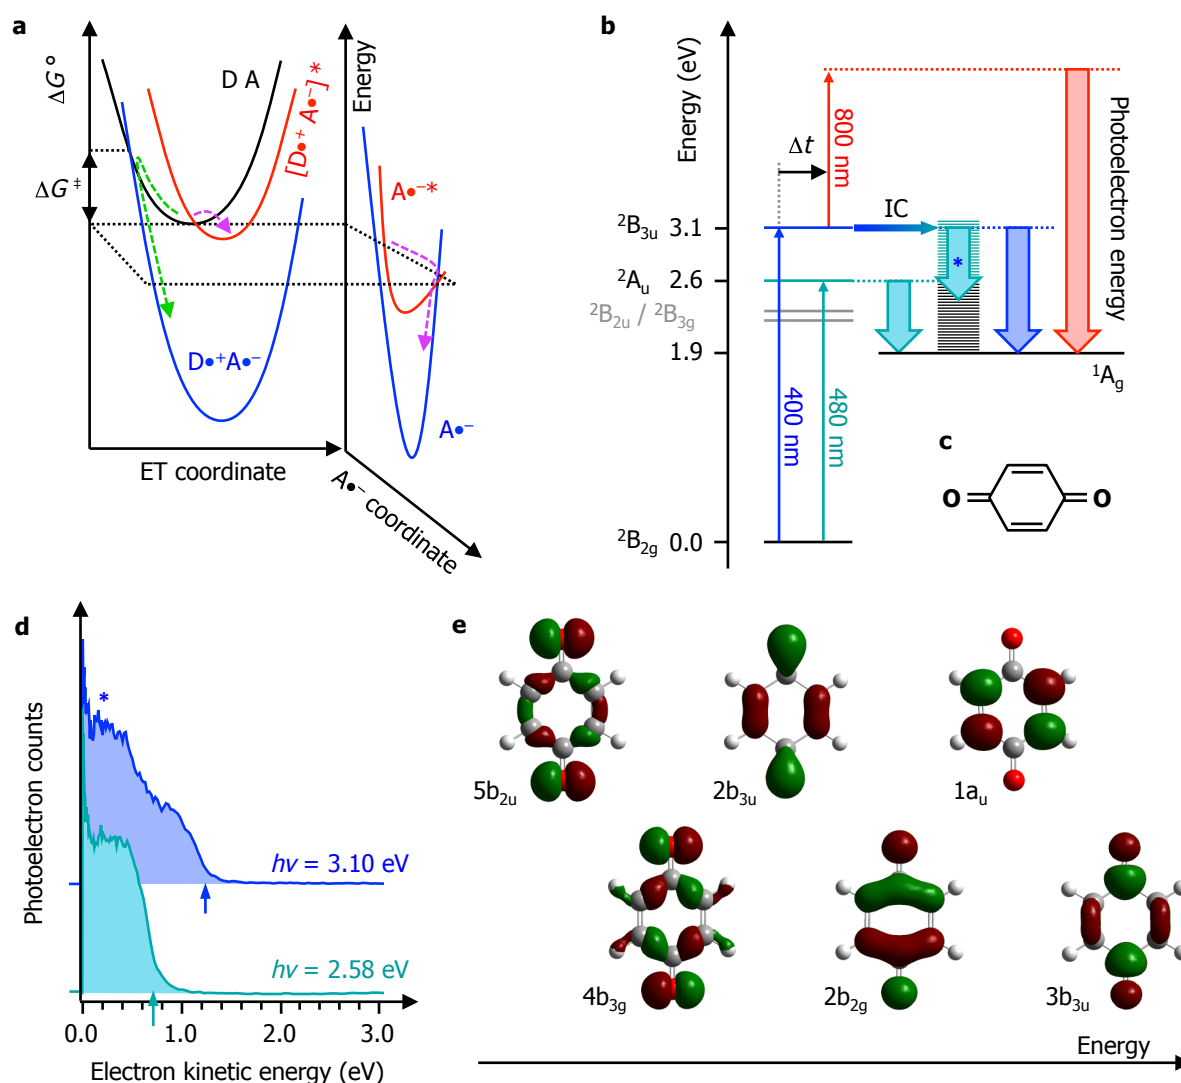 a
ΔG°
ΔG‡
D A
[D•+ A•−]*
D•+A•−
ET coordinate
Energy
A•−*
A•−
A•− coordinate
b
Energy (eV)
Δt
800 nm
Photoelectron energy
²B₃ᵤ 3.1
IC
*
²Aᵤ 2.6
²B₂ᵤ / ²B₃g
1.9
¹Ag
400 nm
480 nm
²B₂g 0.0
c
O O
d
Photoelectron counts
*
hν = 3.10 eV
hν = 2.58 eV
0.0 1.0 2.0 3.0
Electron kinetic energy (eV)
e
5b₂ᵤ
2b₃ᵤ
1aᵤ
4b₃g
2b₂g
3b₃ᵤ
Energy